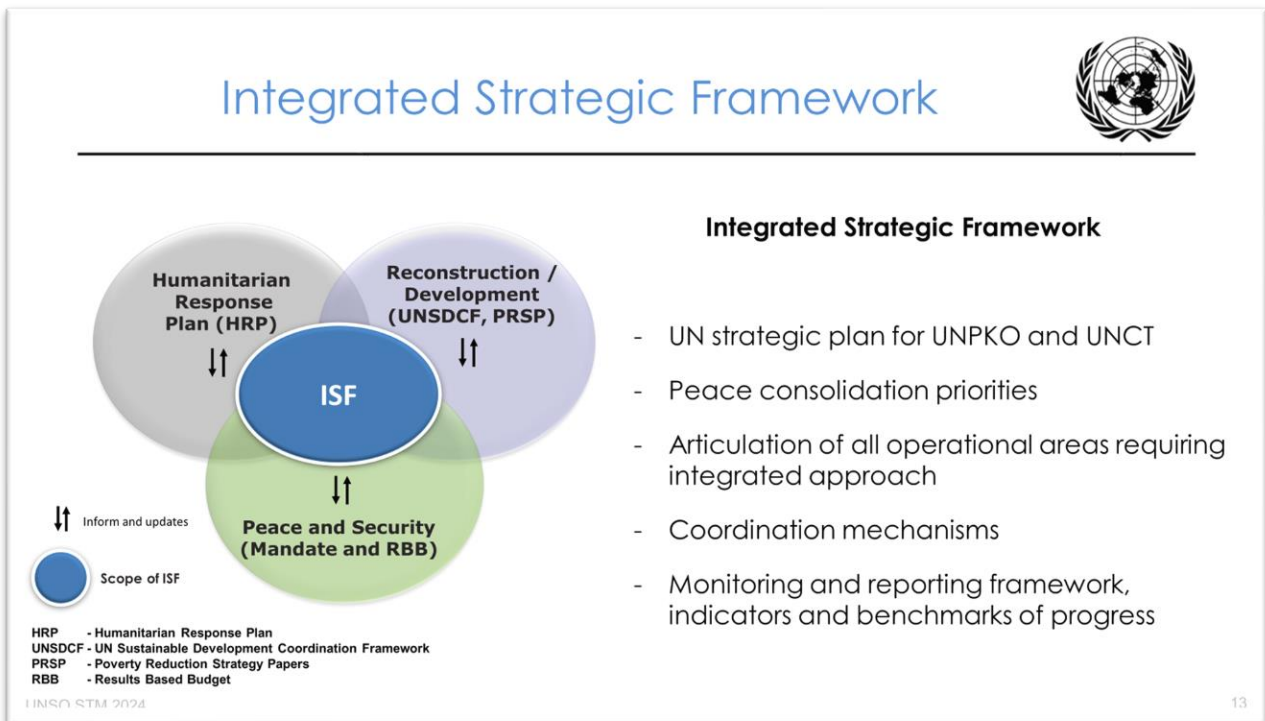 Integrated Strategic Framework
Humanitarian
Response
Plan (HRP)
Reconstruction /
Development
(UNSDCF, PRSP)
ISF
Peace and Security
(Mandate and RBB)
Inform and updates
Scope of ISF
HRP - Humanitarian Response Plan
UNSDCF - UN Sustainable Development Coordination Framework
PRSP - Poverty Reduction Strategy Papers
RBB - Results Based Budget
Integrated Strategic Framework
- UN strategic plan for UNPKO and UNCT
- Peace consolidation priorities
- Articulation of all operational areas requiring
integrated approach
- Coordination mechanisms
- Monitoring and reporting framework,
indicators and benchmarks of progress
UNSO STM 2024
13